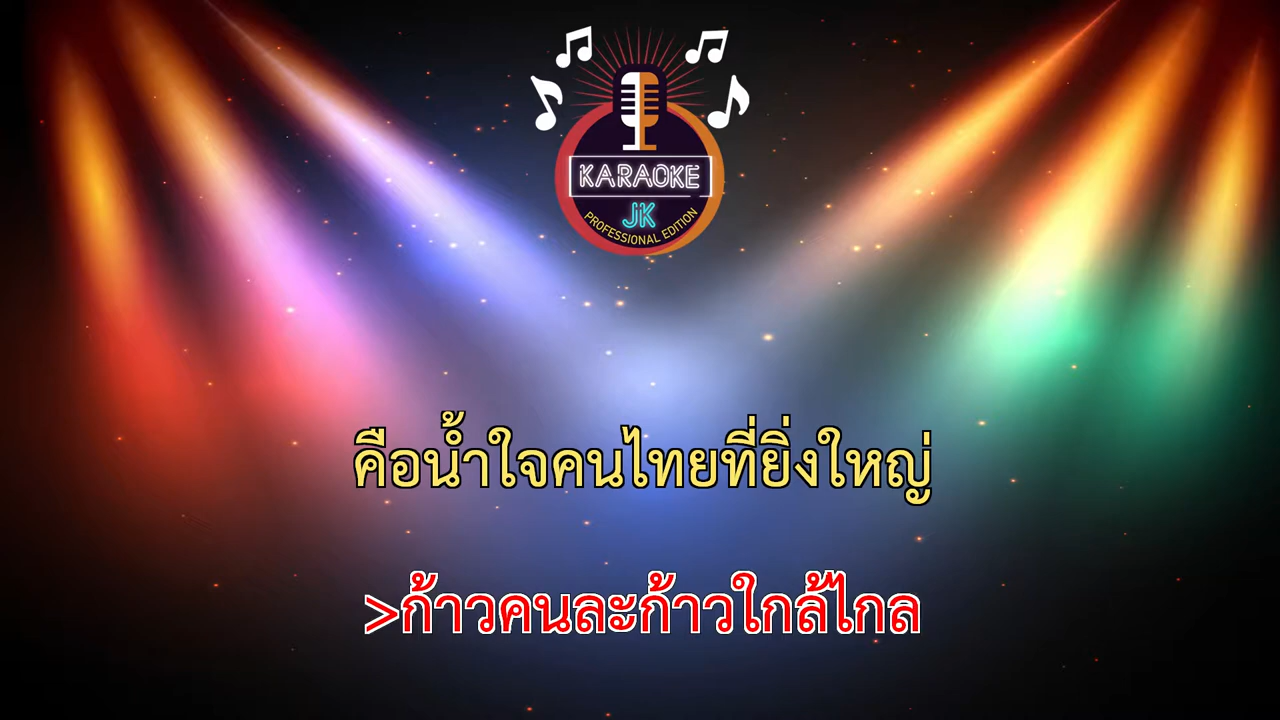 KARAOKE
JK
PROFESSIONAL EDITION
คือน้ำใจคนไทยที่ยิ่งใหญ่
>ก้าวคนละก้าวใกล้ไกล